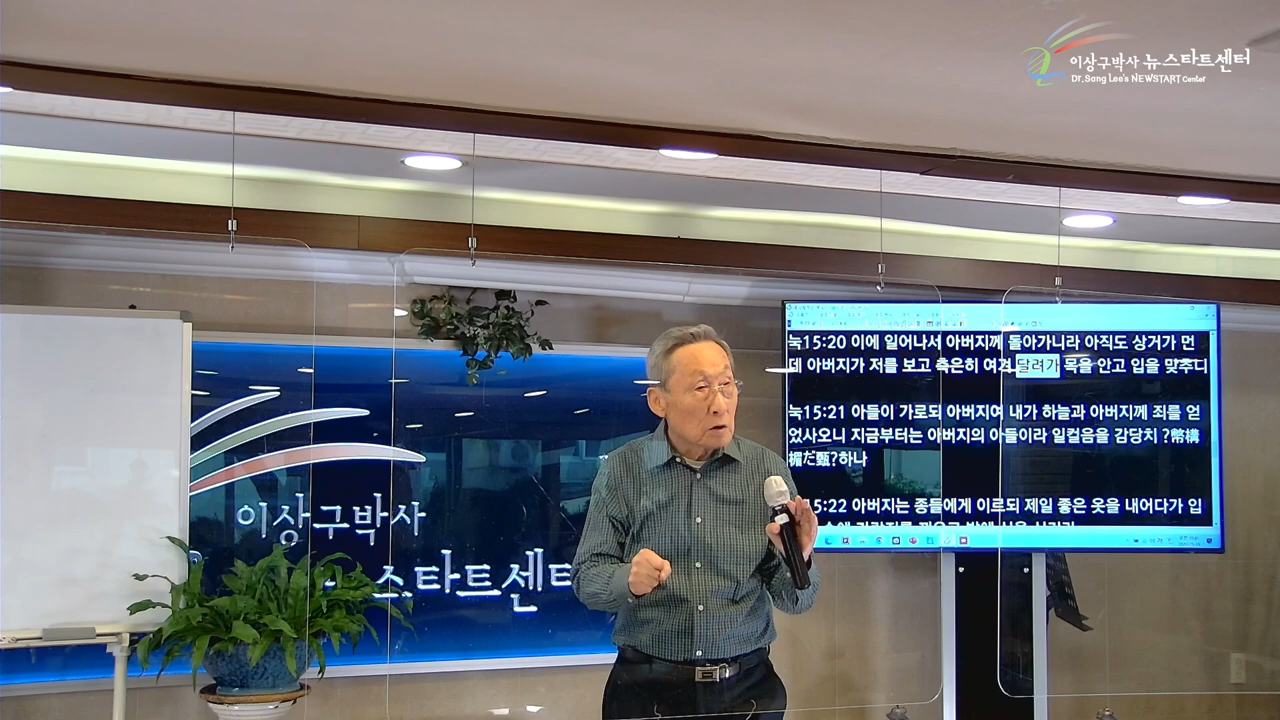 이상구박사 뉴스타트센터
Dr. Sang Lee's NEWSTART Center
눅15:20 이에 일어나서 아버지께 돌아가니라 아직도 상거가 먼
데 아버지가 저를 보고 측은히 여겨 달려가 목을 안고 입을 맞추니
눅15:21 아들이 가로되 아버지여 내가 하늘과 아버지께 죄를 얻
었사오니 지금부터는 아버지의 아들이라 일컬음을 감당치 ?幣構
楣だ甄?하나
15:22 아버지는 종들에게 이르되 제일 좋은 옷을 내어다가 입
이상구박사
스타트센터